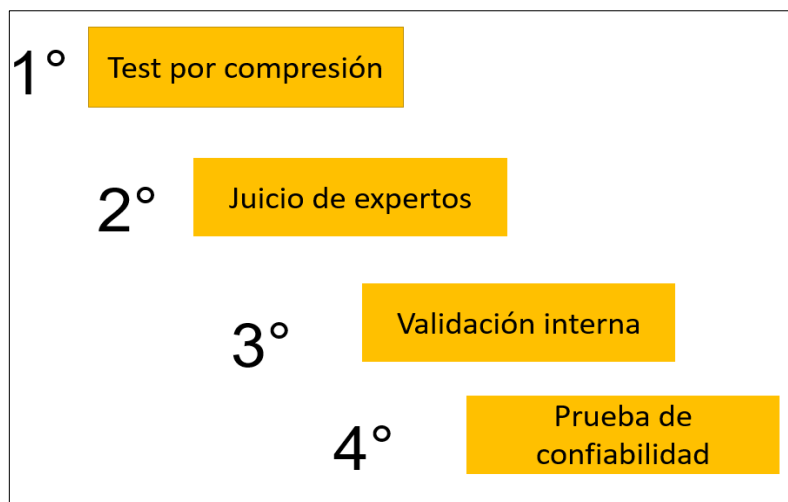 1°
Test por compresión
2°
Juicio de expertos
3°
Validación interna
4°
Prueba de
confiabilidad